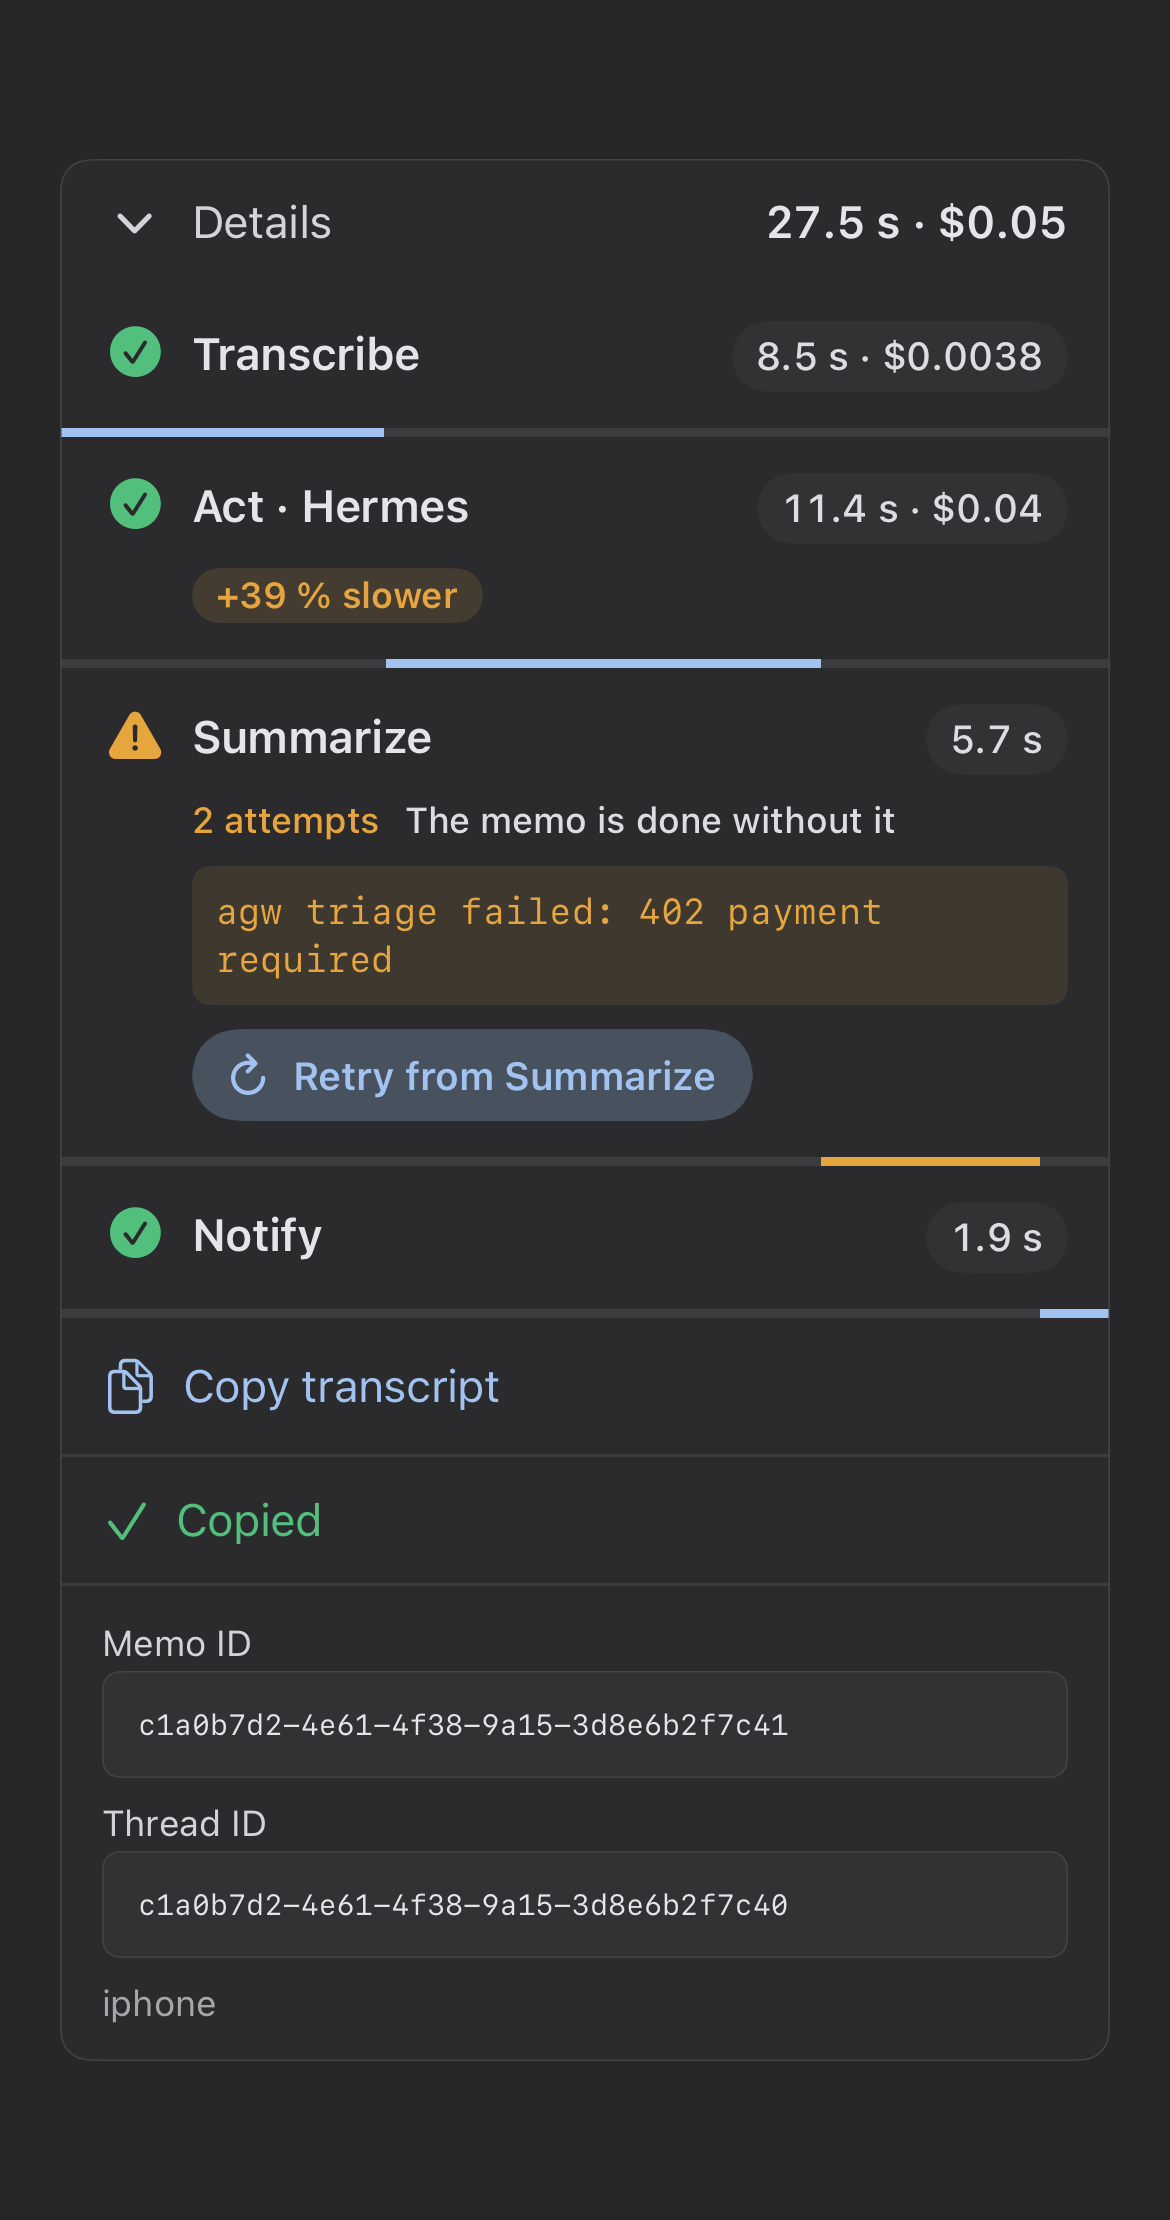 Details
27.5 s · $0.05
Transcribe
8.5 s · $0.0038
Act · Hermes
11.4 s · $0.04
+39 % slower
Summarize
5.7 s
2 attempts The memo is done without it
agw triage failed: 402 payment
required
Retry from Summarize
Notify
1.9 s
Copy transcript
Copied
Memo ID
c1a0b7d2-4e61-4f38-9a15-3d8e6b2f7c41
Thread ID
c1a0b7d2-4e61-4f38-9a15-3d8e6b2f7c40
iphone